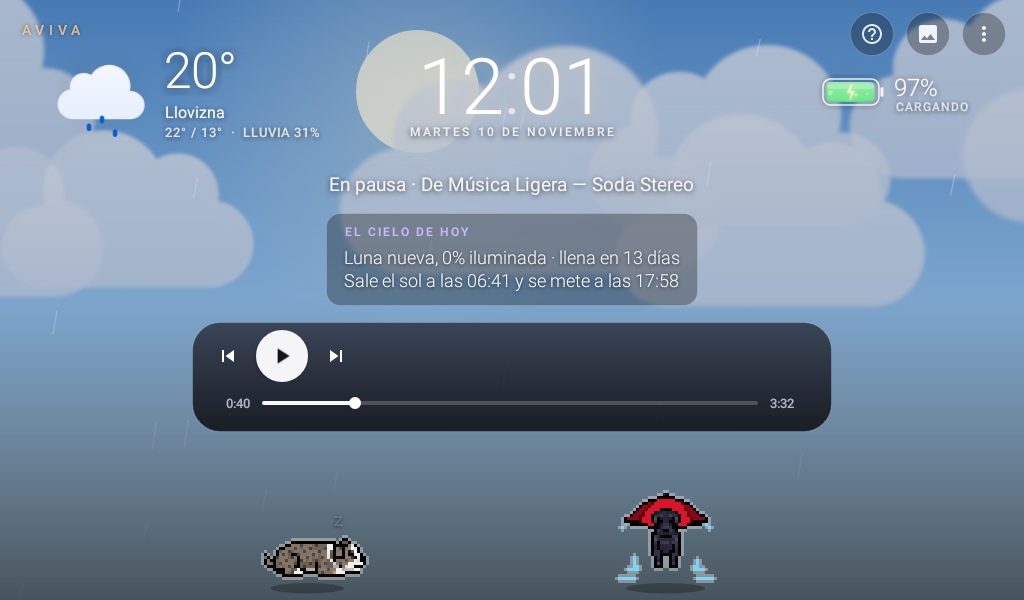 AVIVA
20°
Llovizna
22° / 13° · LLUVIA 31%
12:01
MARTES 10 DE NOVIEMBRE
97%
CARGANDO
En pausa · De Música Ligera — Soda Stereo
EL CIELO DE HOY
Luna nueva, 0% iluminada · llena en 13 días
Sale el sol a las 06:41 y se mete a las 17:58
0:40
3:32
Z